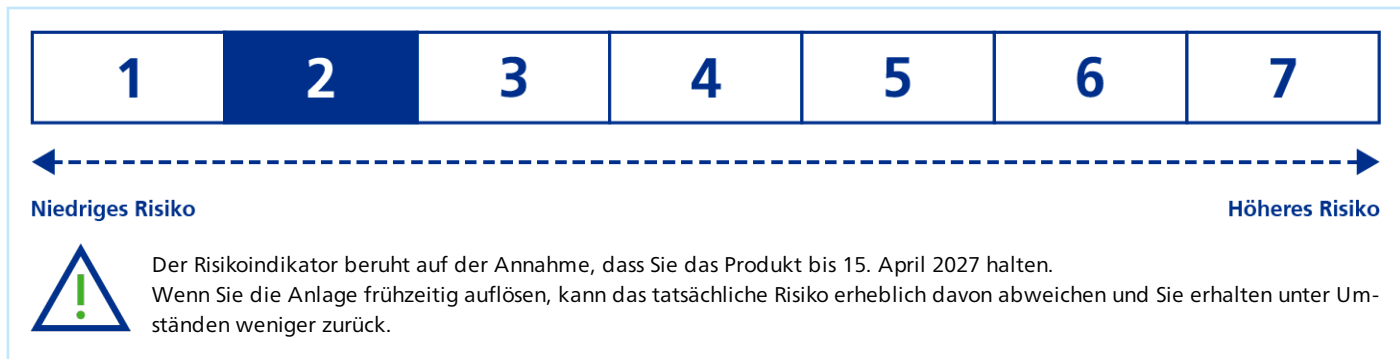 1 2 3 4 5 6 7
Niedriges Risiko Höheres Risiko
!
Der Risikoindikator beruht auf der Annahme, dass Sie das Produkt bis 15. April 2027 halten.
Wenn Sie die Anlage frühzeitig auflösen, kann das tatsächliche Risiko erheblich davon abweichen und Sie erhalten unter Um-
ständen weniger zurück.